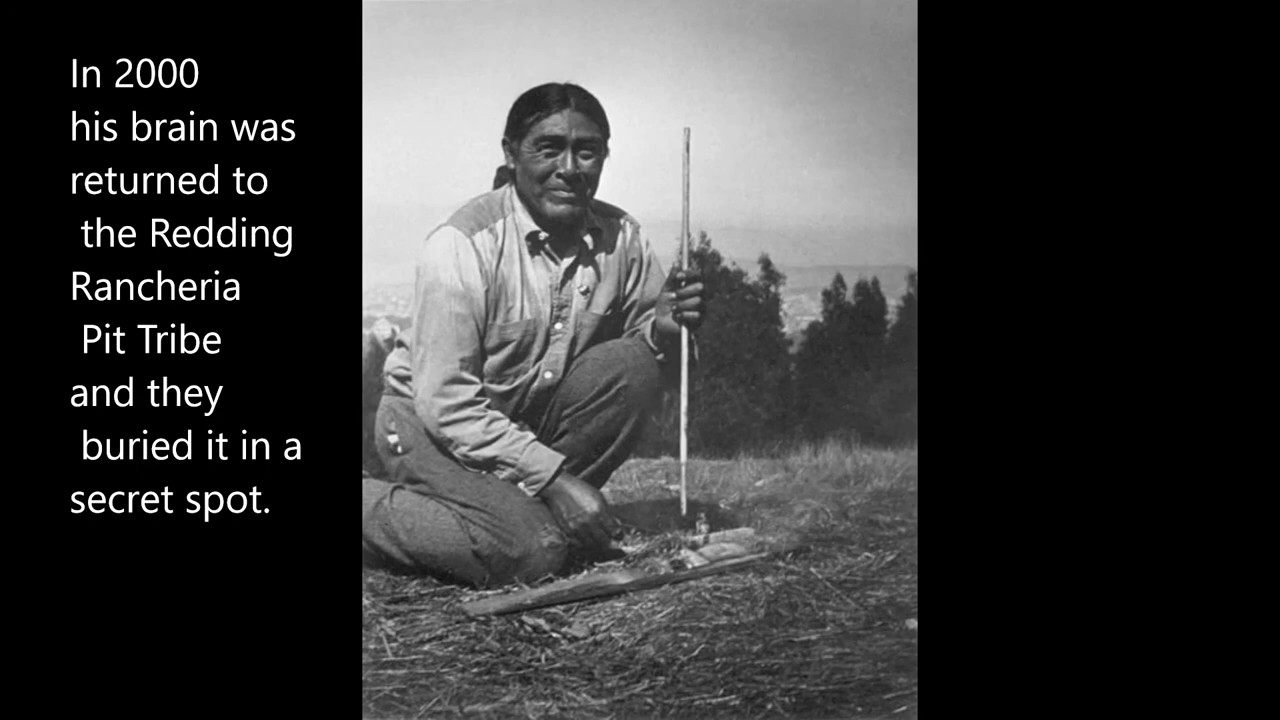 In 2000
his brain was
returned to
the Redding
Rancheria
Pit Tribe
and they
buried it in a
secret spot.